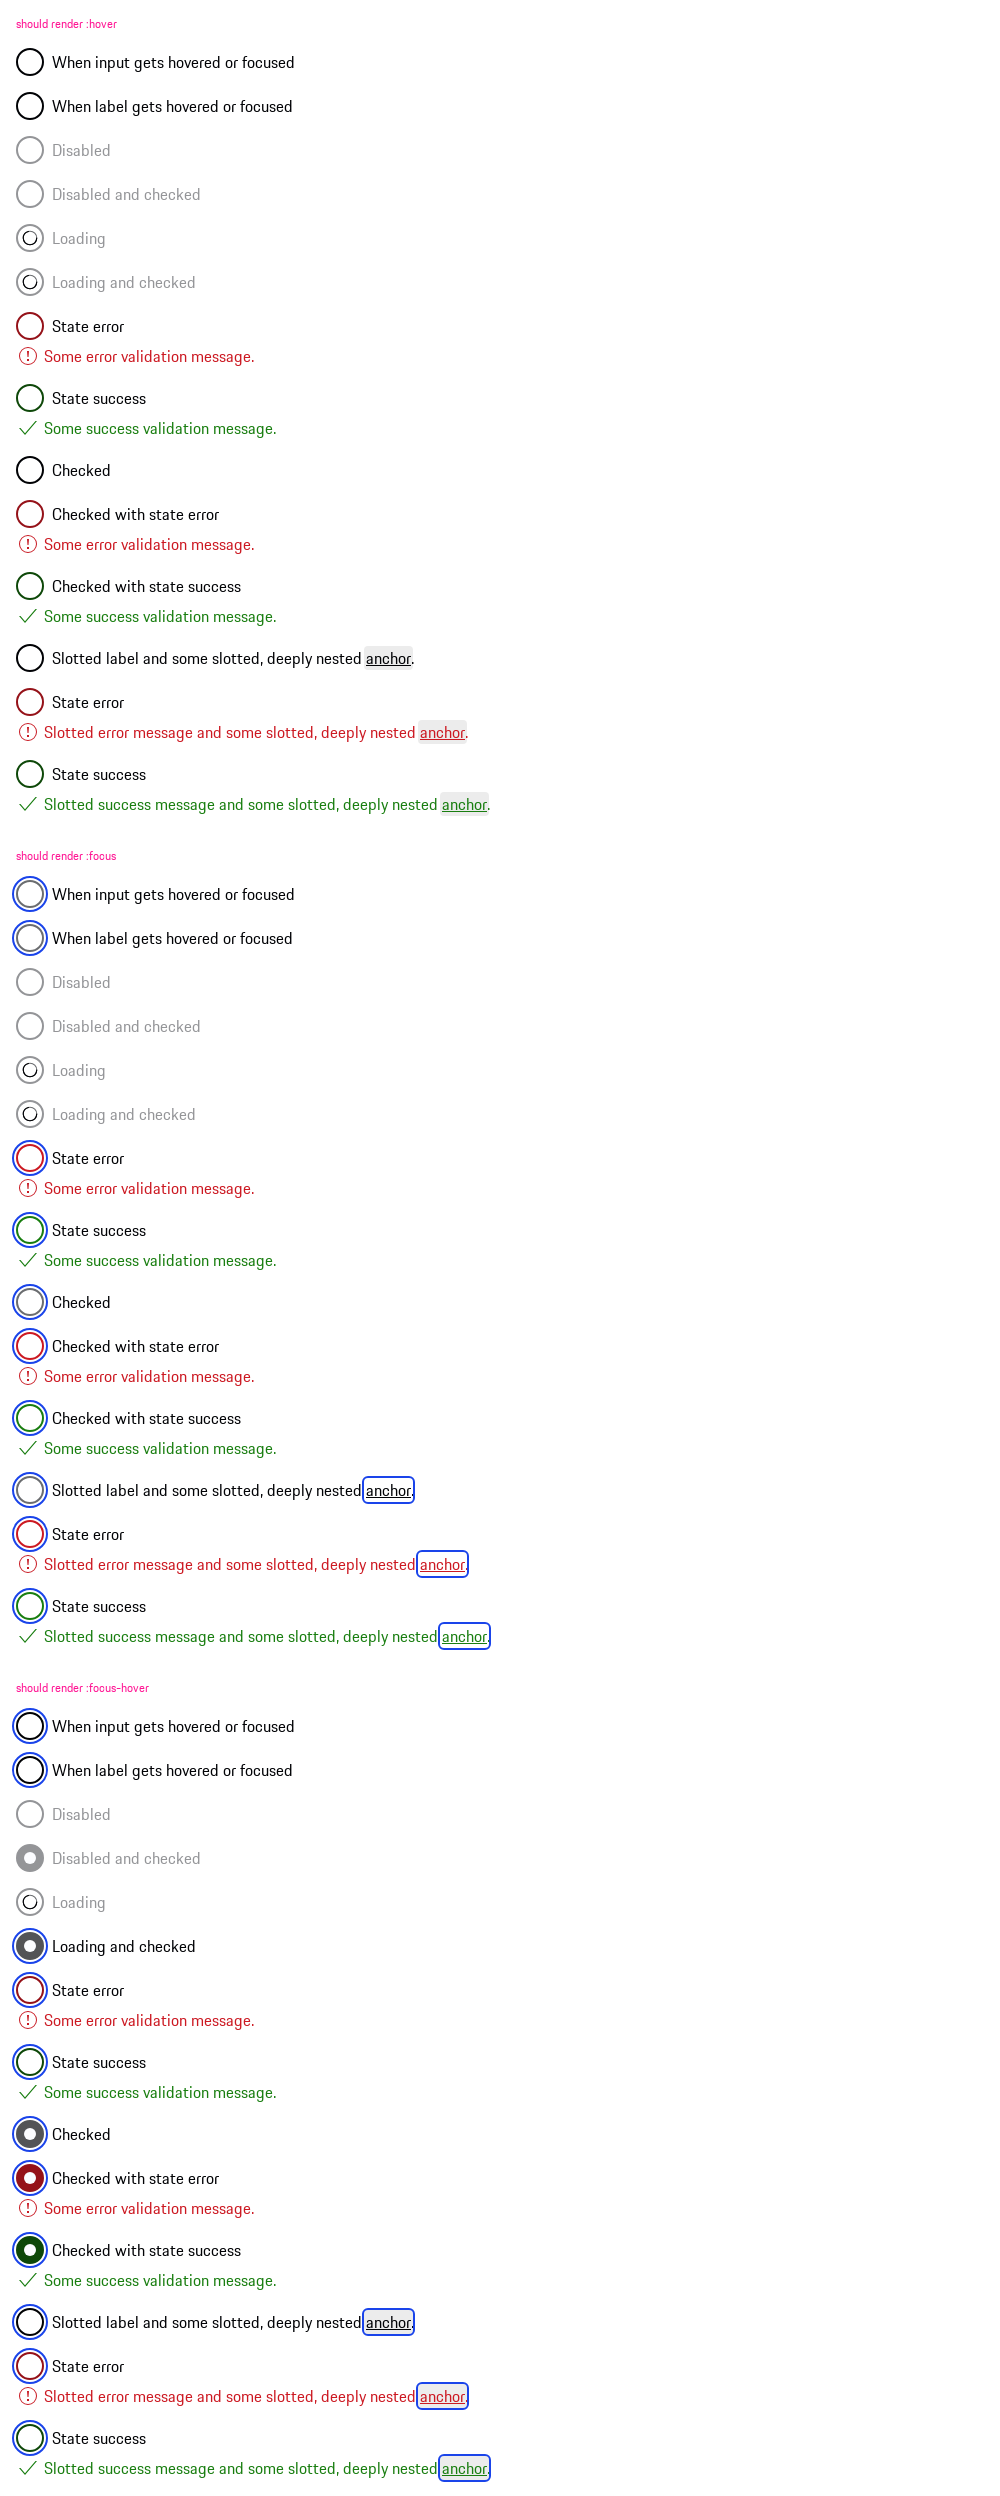 should render :hover
When input gets hovered or focused
When label gets hovered or focused
Disabled
Disabled and checked
Loading
Loading and checked
State error
Some error validation message.
State success
Some success validation message.
Checked
Checked with state error
Some error validation message.
Checked with state success
Some success validation message.
Slotted label and some slotted, deeply nested anchor.
State error
Slotted error message and some slotted, deeply nested anchor.
State success
Slotted success message and some slotted, deeply nested anchor.
should render :focus
When input gets hovered or focused
When label gets hovered or focused
Disabled
Disabled and checked
Loading
Loading and checked
State error
Some error validation message.
State success
Some success validation message.
Checked
Checked with state error
Some error validation message.
Checked with state success
Some success validation message.
Slotted label and some slotted, deeply nested anchor.
State error
Slotted error message and some slotted, deeply nested anchor.
State success
Slotted success message and some slotted, deeply nested anchor.
should render :focus-hover
When input gets hovered or focused
When label gets hovered or focused
Disabled
Disabled and checked
Loading
Loading and checked
State error
Some error validation message.
State success
Some success validation message.
Checked
Checked with state error
Some error validation message.
Checked with state success
Some success validation message.
Slotted label and some slotted, deeply nested anchor.
State error
Slotted error message and some slotted, deeply nested anchor.
State success
Slotted success message and some slotted, deeply nested anchor.